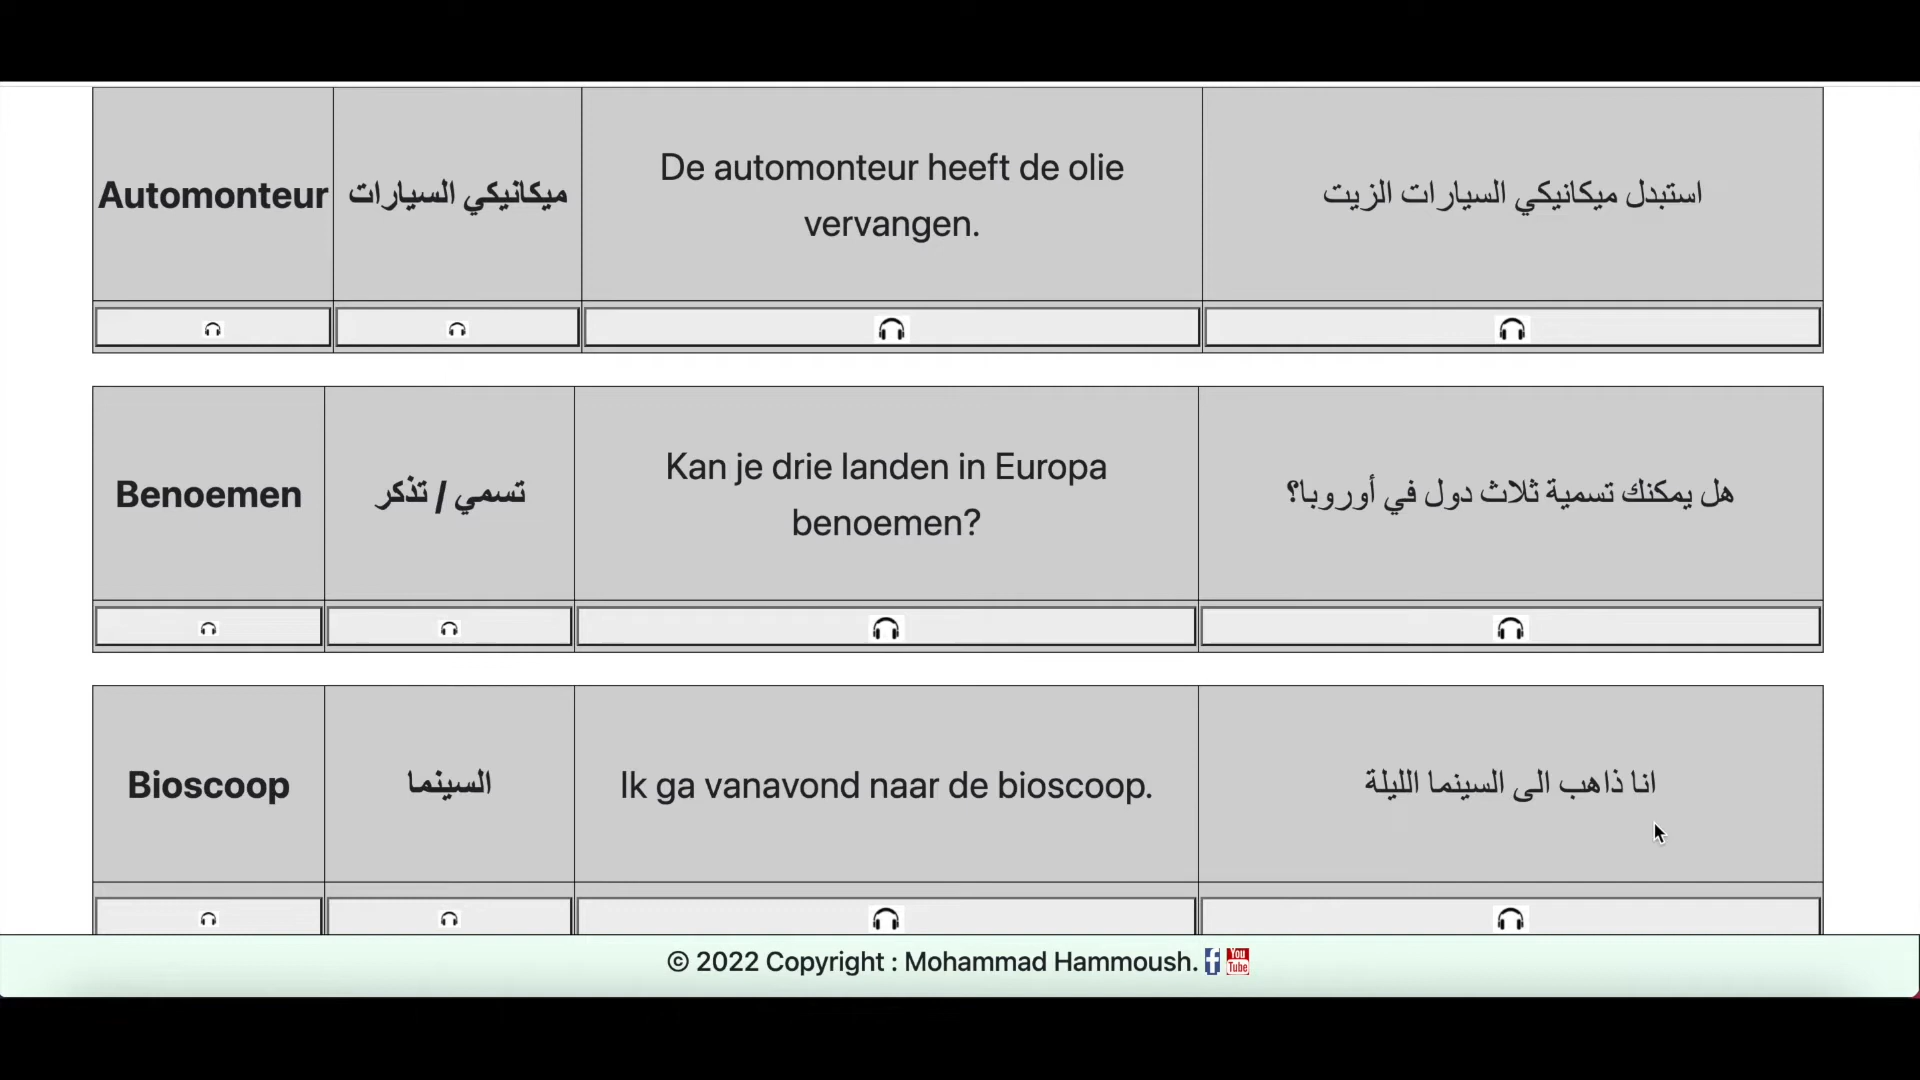 Automonteur
ميكانيكي السيارات
De automonteur heeft de olie
vervangen.
استبدل ميكانيكي السيارات الزيت
Benoemen
تسمي / تذكر
Kan je drie landen in Europa
benoemen?
هل يمكنك تسمية ثلاث دول في أوروبا؟
Bioscoop
السينما
Ik ga vanavond naar de bioscoop.
انا ذاهب الى السينما الليلة
© 2022 Copyright : Mohammad Hammoush. f You
Tube